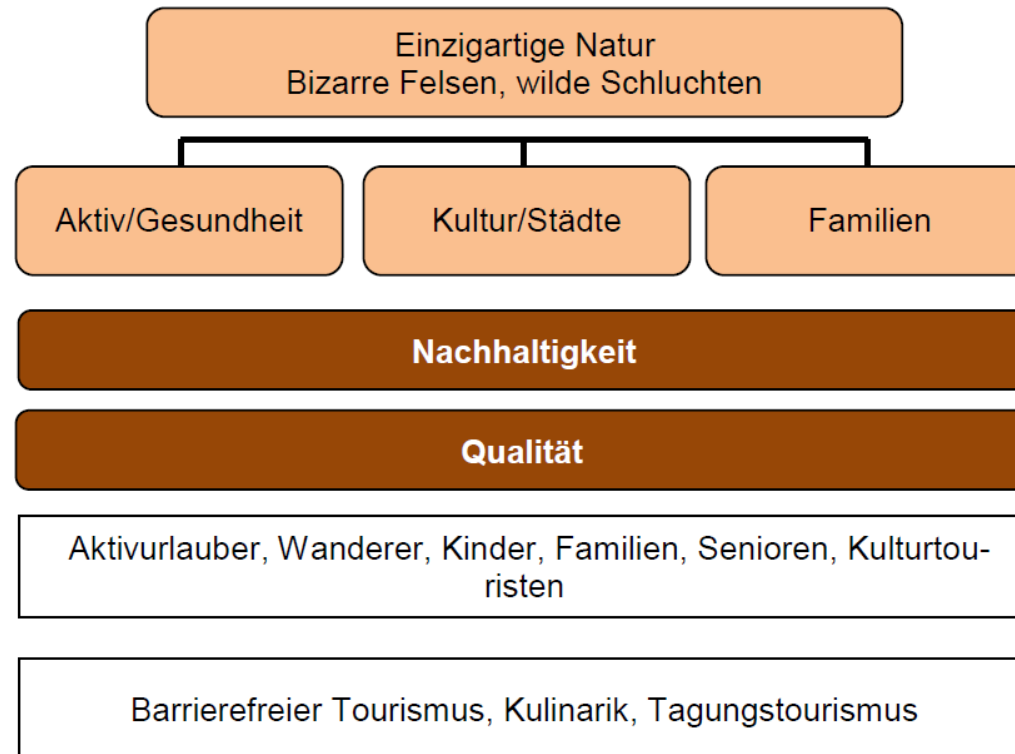 Einzigartige Natur
Bizarre Felsen, wilde Schluchten
Aktiv/Gesundheit
Kultur/Städte
Familien
Nachhaltigkeit
Qualität
Aktivurlauber, Wanderer, Kinder, Familien, Senioren, Kulturtou-
risten
Barrierefreier Tourismus, Kulinarik, Tagungstourismus